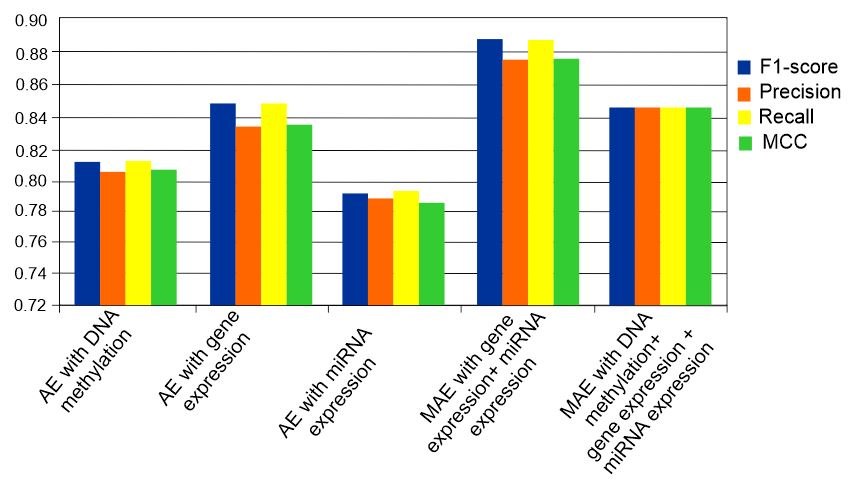 0.90
0.88
0.86
0.84
0.82
0.80
0.78
0.76
0.74
0.72
F1-score
Precision
Recall
MCC
AE with DNA
methylation
AE with gene
expression
AE with miRNA
expression
MAE with gene
expression+ miRNA
expression
MAE with DNA
methylation+
gene expression +
miRNA expression